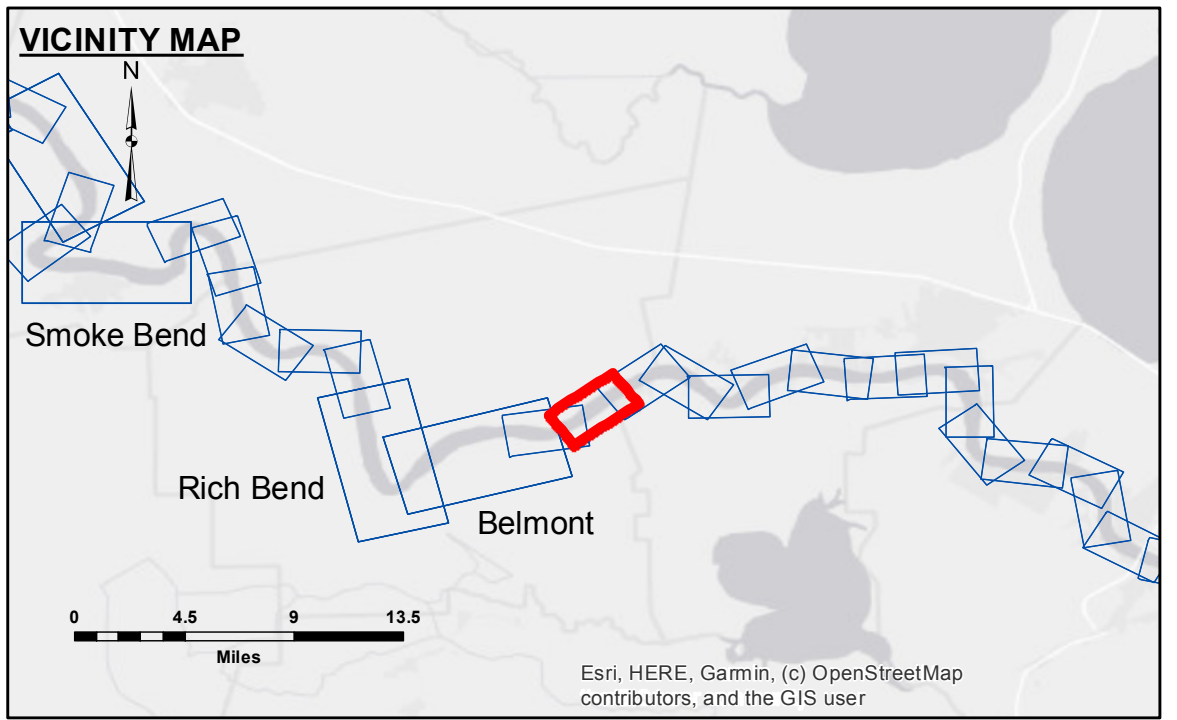 VICINITY MAP
N
Smoke Bend
Rich Bend
Belmont
0 4.5 9 13.5
Miles
Esri, HERE, Garmin, (c) OpenStreetMap
contributors, and the GIS user